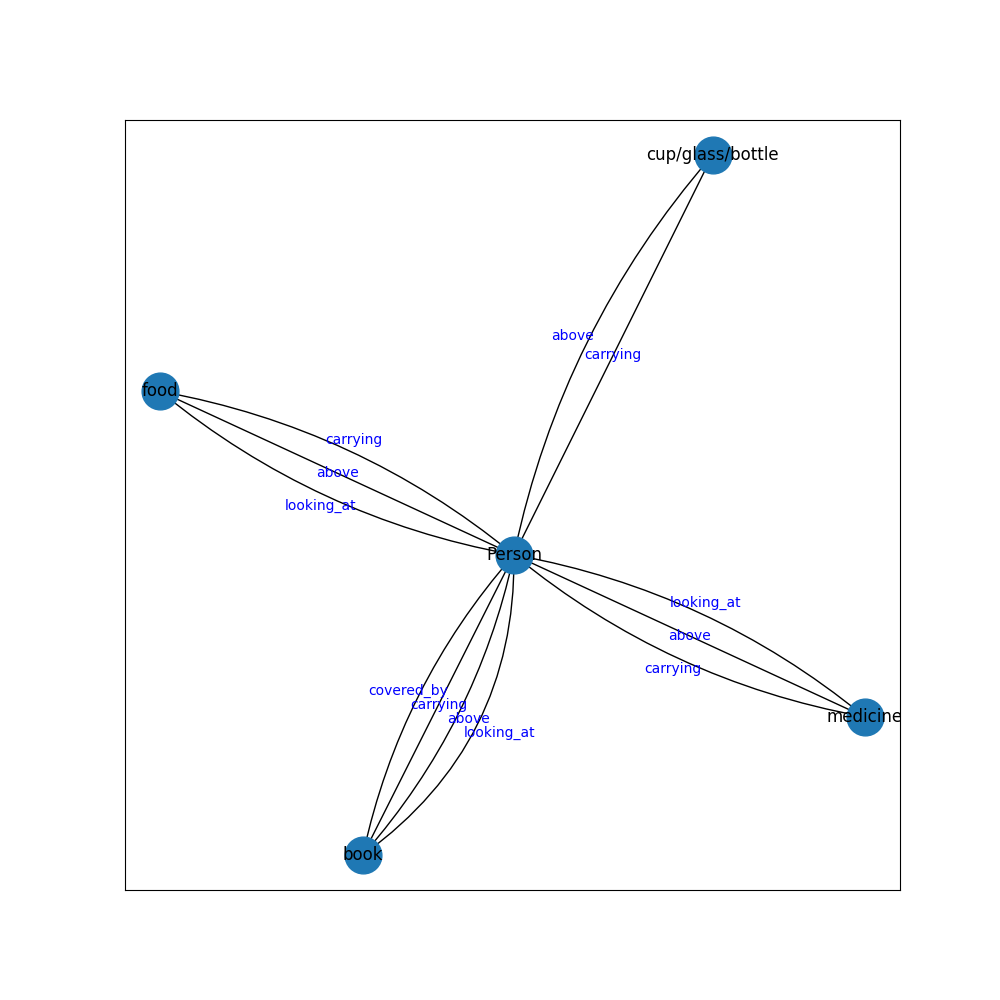 cup/glass/bottle
above
carrying
food
carrying
above
looking_at
Person
looking_at
above
carrying
covered_by
carrying
above
looking_at
medicine
book